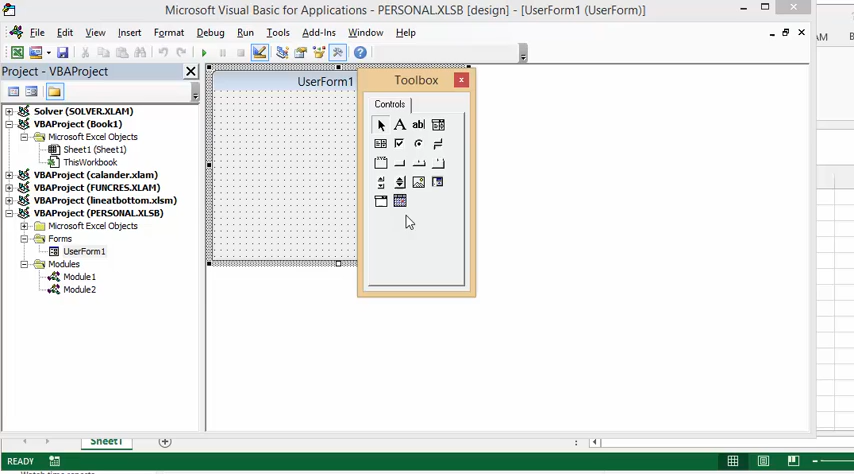 Microsoft Visual Basic for Applications - PERSONAL.XLSB [design] - [UserForm1 (UserForm)]
File Edit View Insert Format Debug Run Tools Add-Ins Window Help
Project - VBAProject
Solver (SOLVER.XLAM)
VBAProject (Book1)
Microsoft Excel Objects
Sheet1 (Sheet1)
ThisWorkbook
VBAProject (calander.xlam)
VBAProject (FUNCRES.XLAM)
VBAProject (lineatbottom.xlsm)
VBAProject (PERSONAL.XLSB)
Microsoft Excel Objects
Forms
UserForm1
Modules
Module1
Module2
UserForm1
Toolbox
Controls
A ab
AM
Sheet1
READY